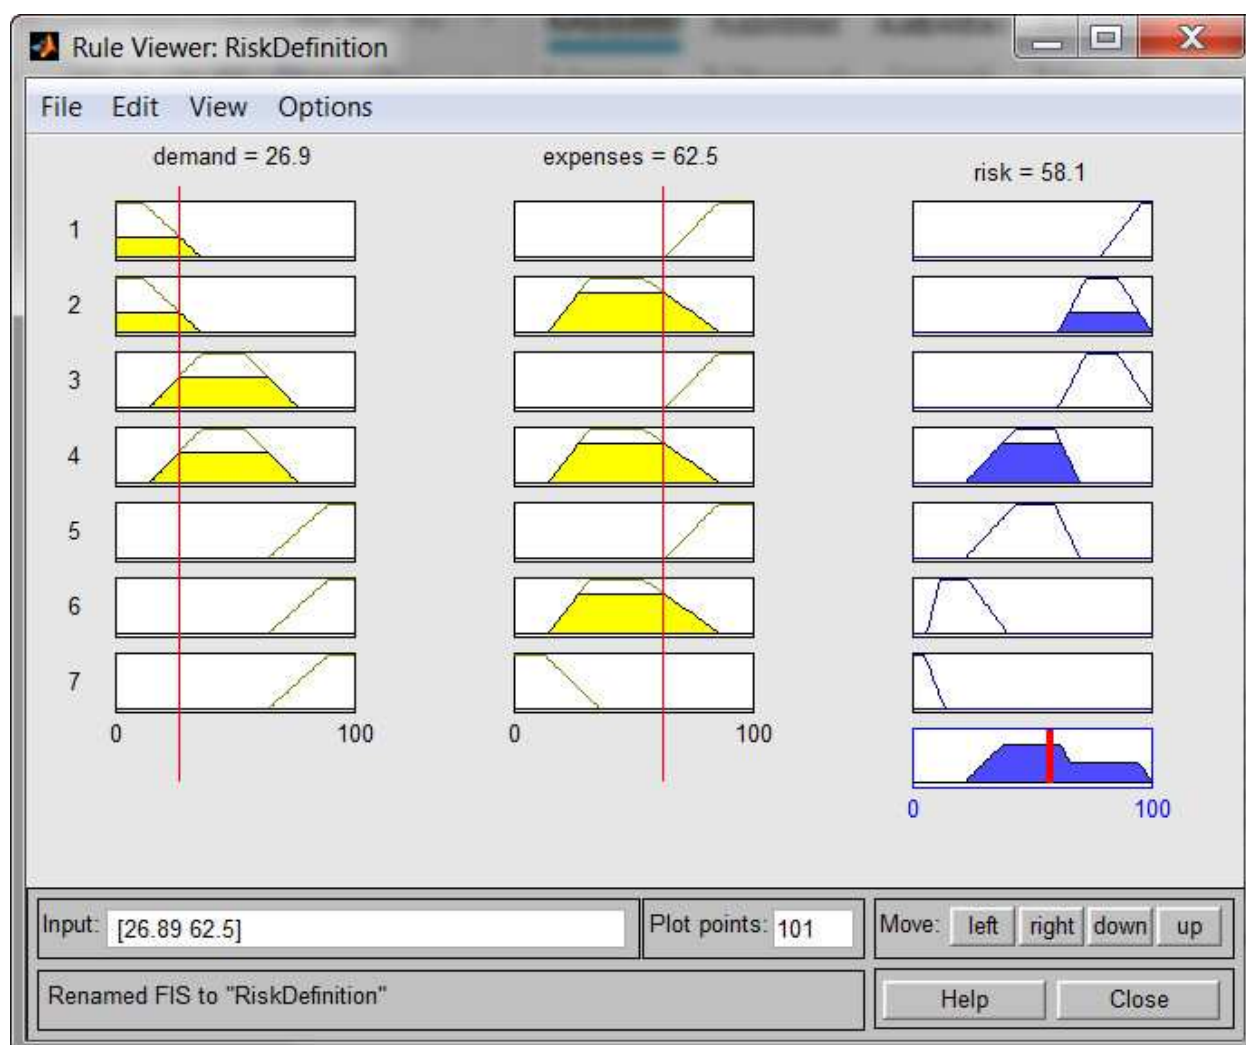 Rule Viewer: RiskDefinition
File Edit View Options
demand = 26.9 expenses = 62.5 risk = 58.1
1
2
3
4
5
6
7
0 100 0 100
0 100
Input: [26.89 62.5] Plot points: 101 Move: left right down up
Renamed FIS to "RiskDefinition" Help Close